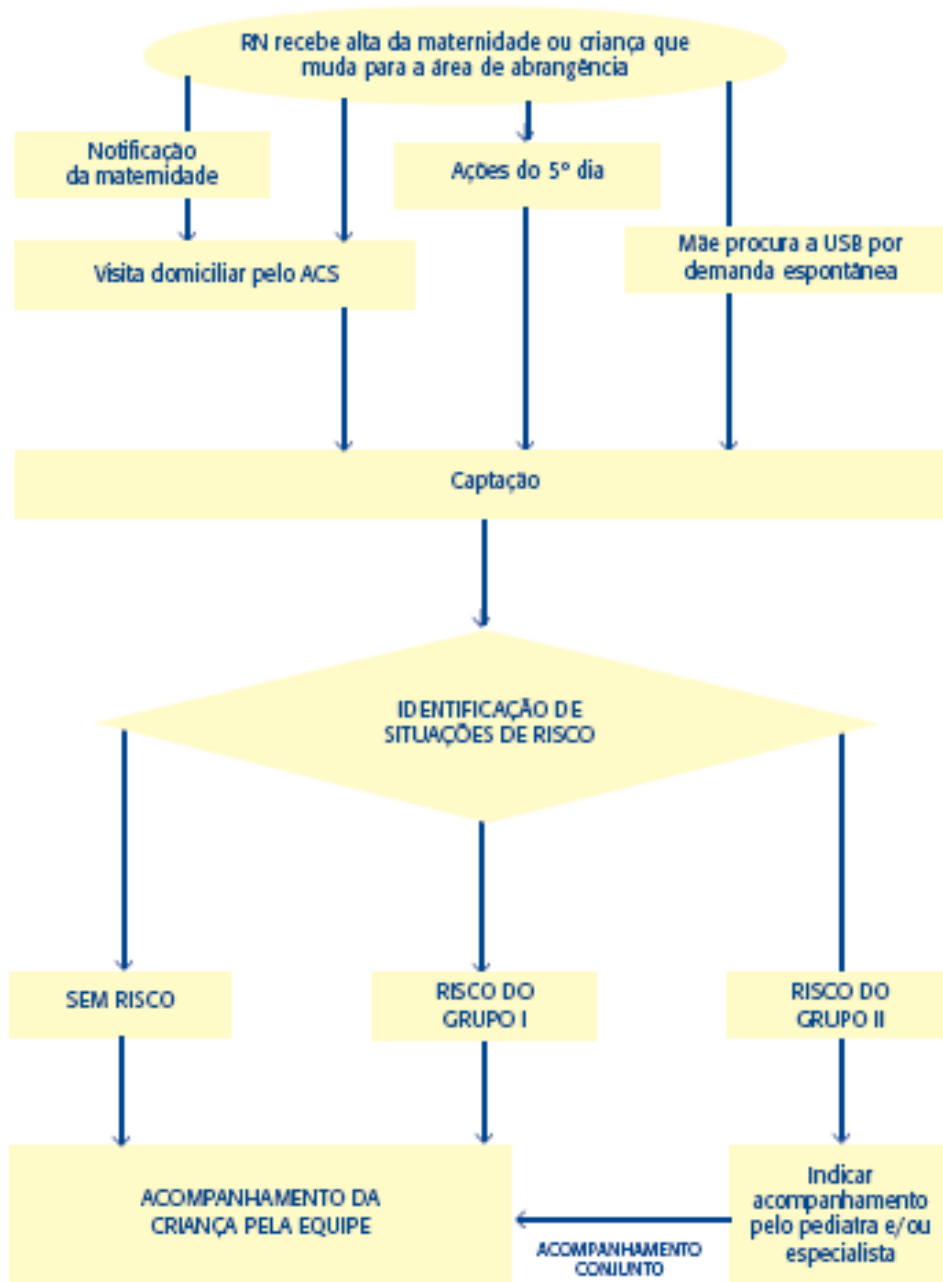 RN recebe alta da maternidade ou criança que
muda para a área de abrangência
Notificação
da maternidade
Ações do 5º dia
Visita domiciliar pelo ACS
Mãe procura a USB por
demanda espontânea
Captação
IDENTIFICAÇÃO DE
SITUAÇÕES DE RISCO
SEM RISCO
RISCO DO
GRUPO I
RISCO DO
GRUPO II
ACOMPANHAMENTO DA
CRIANÇA PELA EQUIPE
ACOMPANHAMENTO
CONJUNTO
Indicar
acompanhamento
pelo pediatra e/ou
especialista